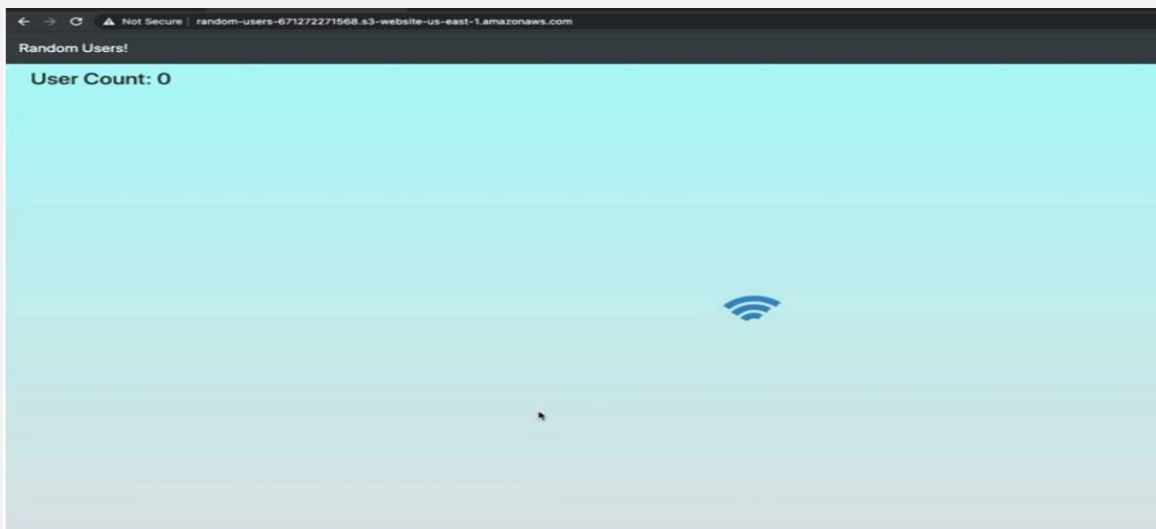 Not Secure | random-users-671272271568.s3-website-us-east-1.amazonaws.com
Random Users!
User Count: 0